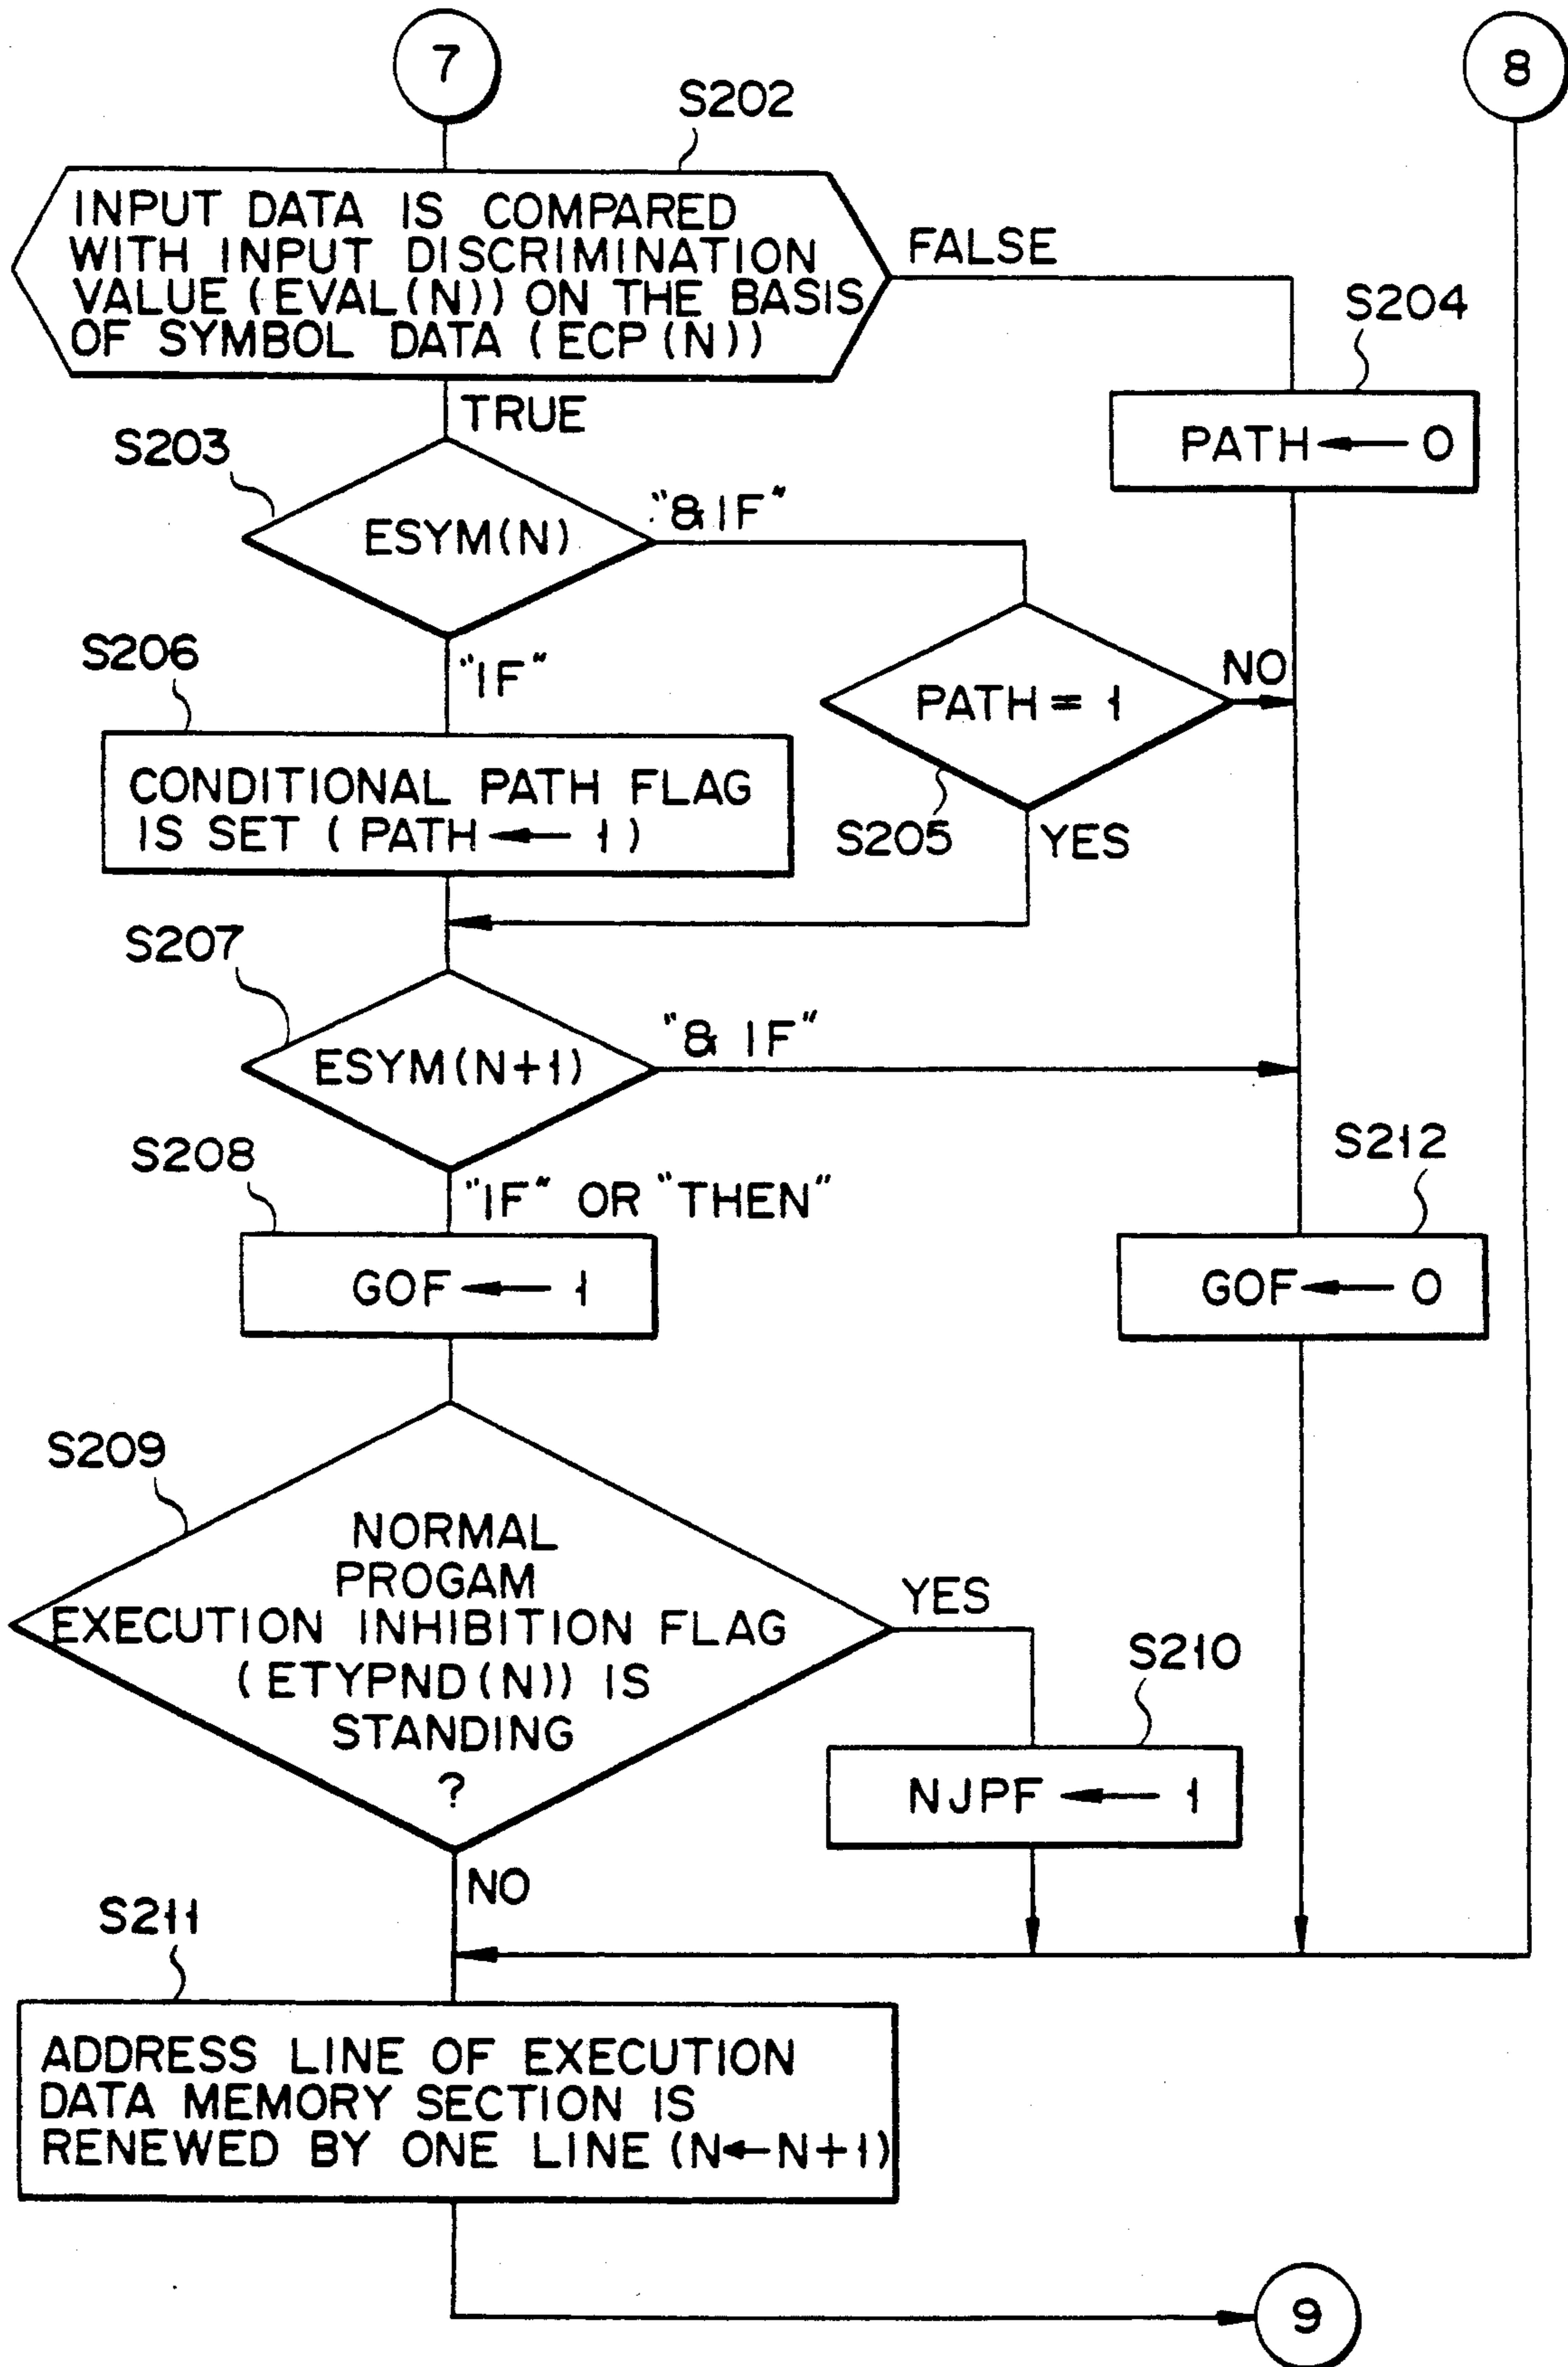 7
8
S202
INPUT DATA IS COMPARED
WITH INPUT DISCRIMINATION
VALUE (EVAL(N)) ON THE BASIS
OF SYMBOL DATA (ECP(N))
FALSE
S204
PATH ← 0
TRUE
S203
ESYM(N)
"& IF"
"IF"
S206
CONDITIONAL PATH FLAG
IS SET (PATH ← 1)
PATH = 1
NO
S205
YES
S207
ESYM(N+1)
"& IF"
"IF" OR "THEN"
S208
GOF ← 1
S212
GOF ← 0
S209
NORMAL
PROGAM
EXECUTION INHIBITION FLAG
(ETYPND(N)) IS
STANDING
?
YES
S210
NJPF ← 1
NO
S211
ADDRESS LINE OF EXECUTION
DATA MEMORY SECTION IS
RENEWED BY ONE LINE (N←N+1)
9